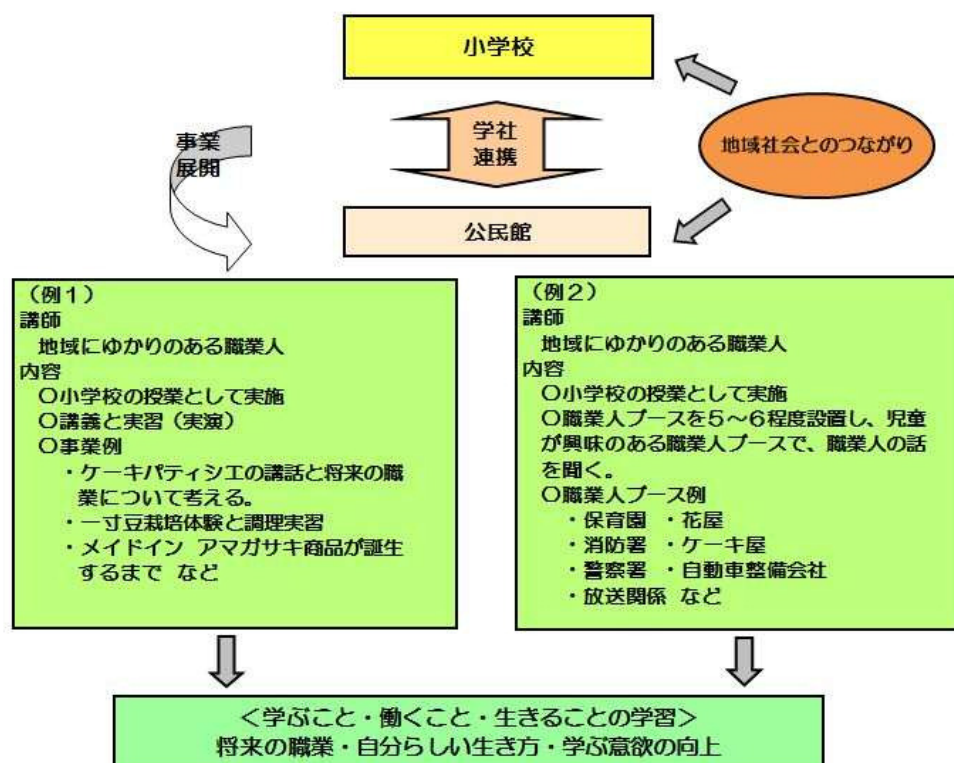 小学校
学社
連携
事業
展開
地域社会とのつながり
公民館
（例１）
講師
地域にゆかりのある職業人
内容
○小学校の授業として実施
○講義と実習（実演）
○事業例
・ケーキパティシエの講話と将来の職
業について考える。
・一寸豆栽培体験と調理実習
・メイドイン アマガサキ商品が誕生
するまで など
（例２）
講師
地域にゆかりのある職業人
内容
○小学校の授業として実施
○職業人ブースを５～６程度設置し、児童
が興味のある職業人ブースで、職業人の話
を聞く。
○職業人ブース例
・保育園 ・花屋
・消防署 ・ケーキ屋
・警察署 ・自動車整備会社
・放送関係 など
＜学ぶこと・働くこと・生きることの学習＞
将来の職業・自分らしい生き方・学ぶ意欲の向上